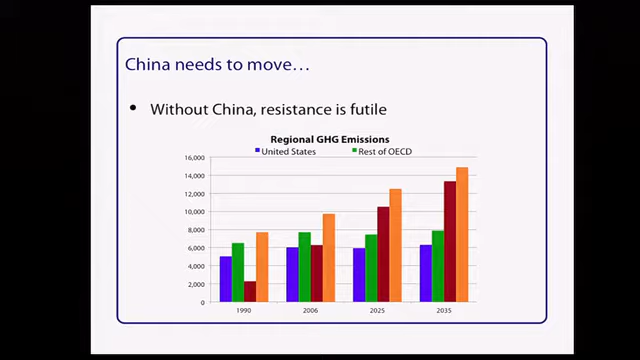 China needs to move...
• Without China, resistance is futile
Regional GHG Emissions
United States Rest of OECD
16,000
14,000
12,000
10,000
8,000
6,000
4,000
2,000
0
1990 2006 2025 2035